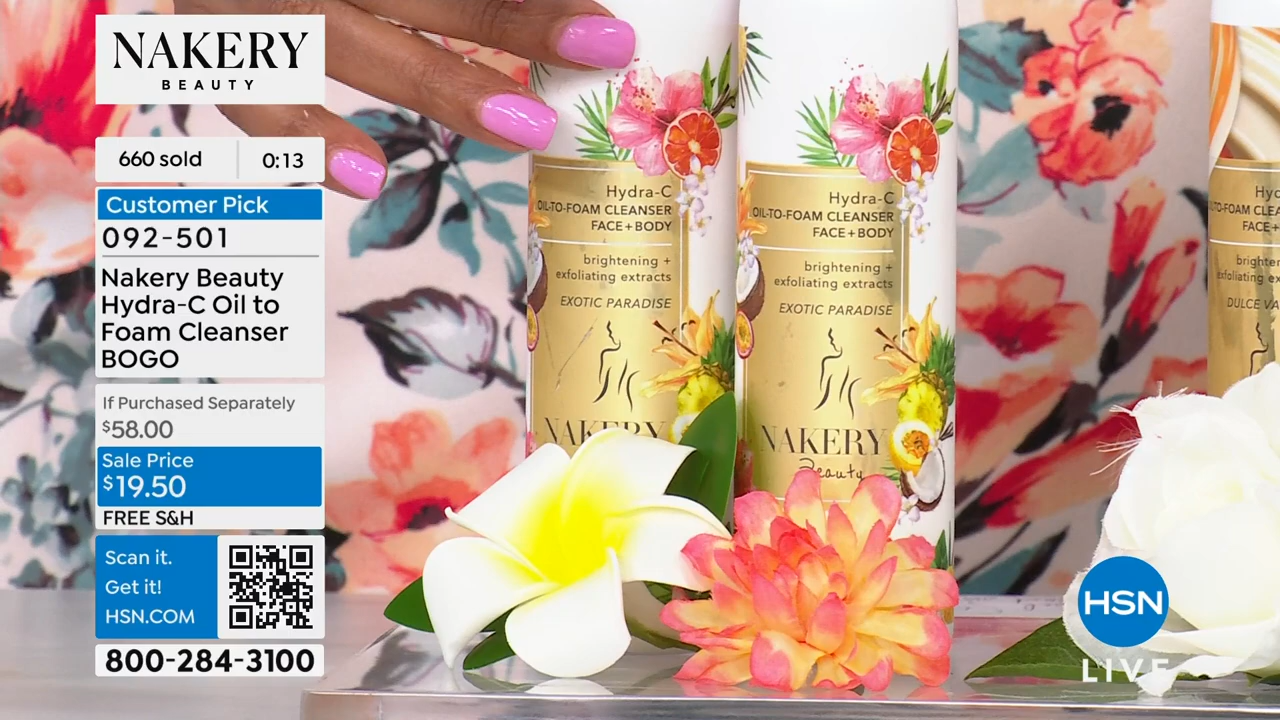 NAKERY
BEAUTY
660 sold
0:13
Customer Pick
092-501
Nakery Beauty
Hydra-C Oil to
Foam Cleanser
BOGO
If Purchased Separately
$58.00
Sale Price
$19.50
FREE S&H
Scan it.
Get it!
HSN.COM
800-284-3100
Hydra-C
OIL-TO-FOAM CLEANSER
FACE+BODY
brightening +
exfoliating extracts
EXOTIC PARADISE
NAKERY
Hydra-C
OIL-TO-FOAM CLEANSER
FACE+BODY
brightening +
exfoliating extracts
EXOTIC PARADISE
NAKERY
Beauty
HSN
LIVE